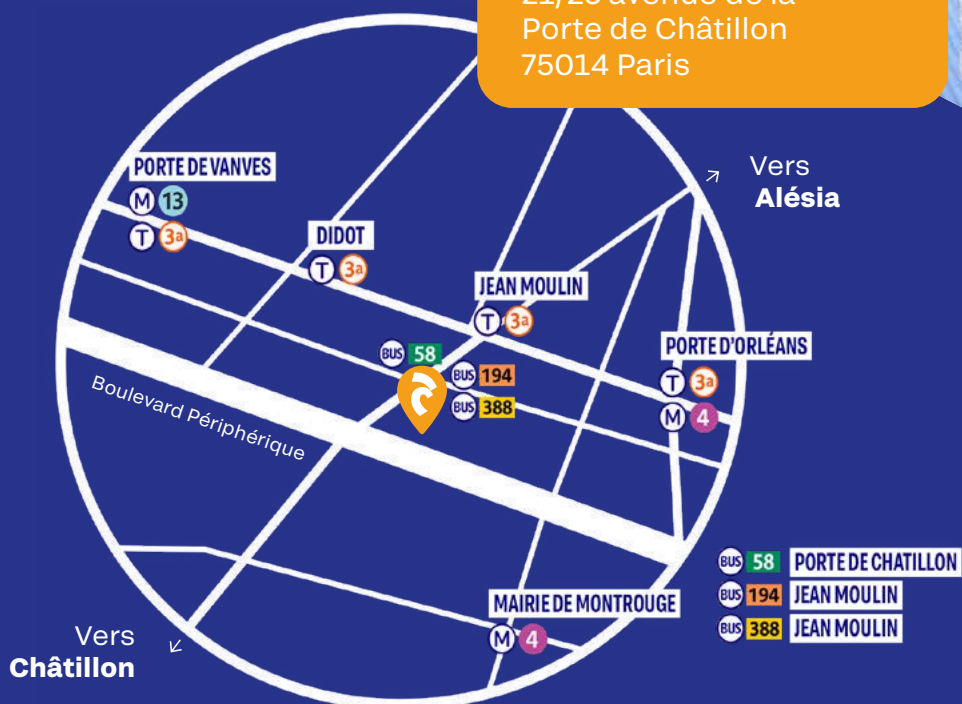 Porte de Châtillon
75014 Paris
Vers
Alésia
PORTE DE VANVES
M 13
T 3a
DIDOT
T 3a
JEAN MOULIN
T 3a
BUS 58
BUS 194
BUS 388
PORTE D'ORLÉANS
T 3a
M 4
Boulevard Périphérique
BUS 58 PORTE DE CHATILLON
BUS 194 JEAN MOULIN
BUS 388 JEAN MOULIN
MAIRIE DE MONTROUGE
M 4
Vers
Châtillon